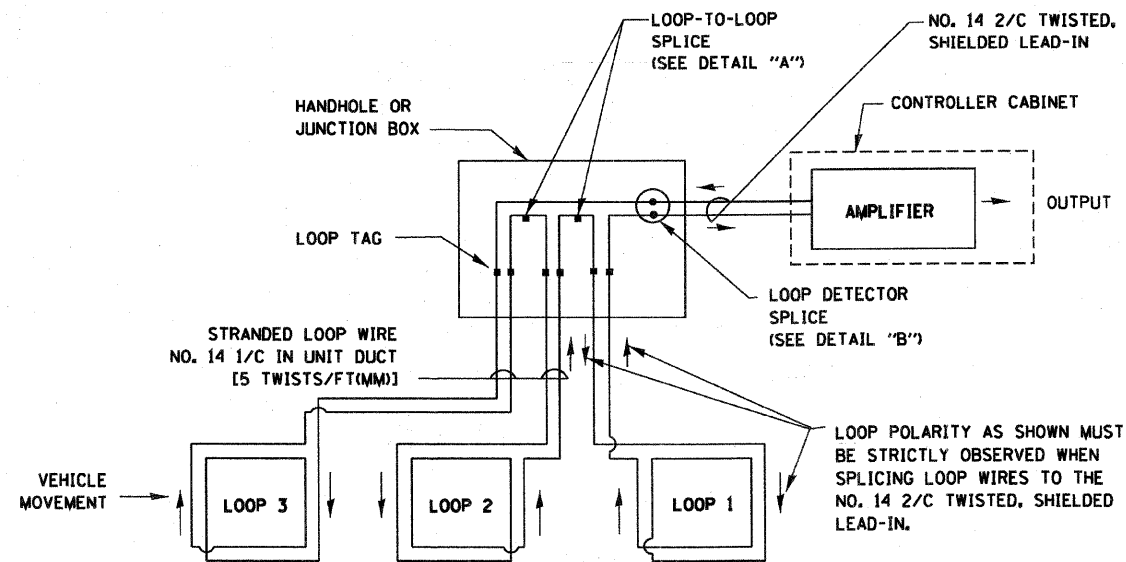 LOOP-TO-LOOP
SPLICE
(SEE DETAIL "A")
NO. 14 2/C TWISTED,
SHIELDED LEAD-IN
HANDHOLE OR
JUNCTION BOX
CONTROLLER CABINET
AMPLIFIER
OUTPUT
LOOP TAG
LOOP DETECTOR
SPLICE
(SEE DETAIL "B")
STRANDED LOOP WIRE
NO. 14 1/C IN UNIT DUCT
[5 TWISTS/FT(MM)]
LOOP POLARITY AS SHOWN MUST
BE STRICTLY OBSERVED WHEN
SPLICING LOOP WIRES TO THE
NO. 14 2/C TWISTED, SHIELDED
LEAD-IN.
VEHICLE
MOVEMENT
LOOP 3
LOOP 2
LOOP 1